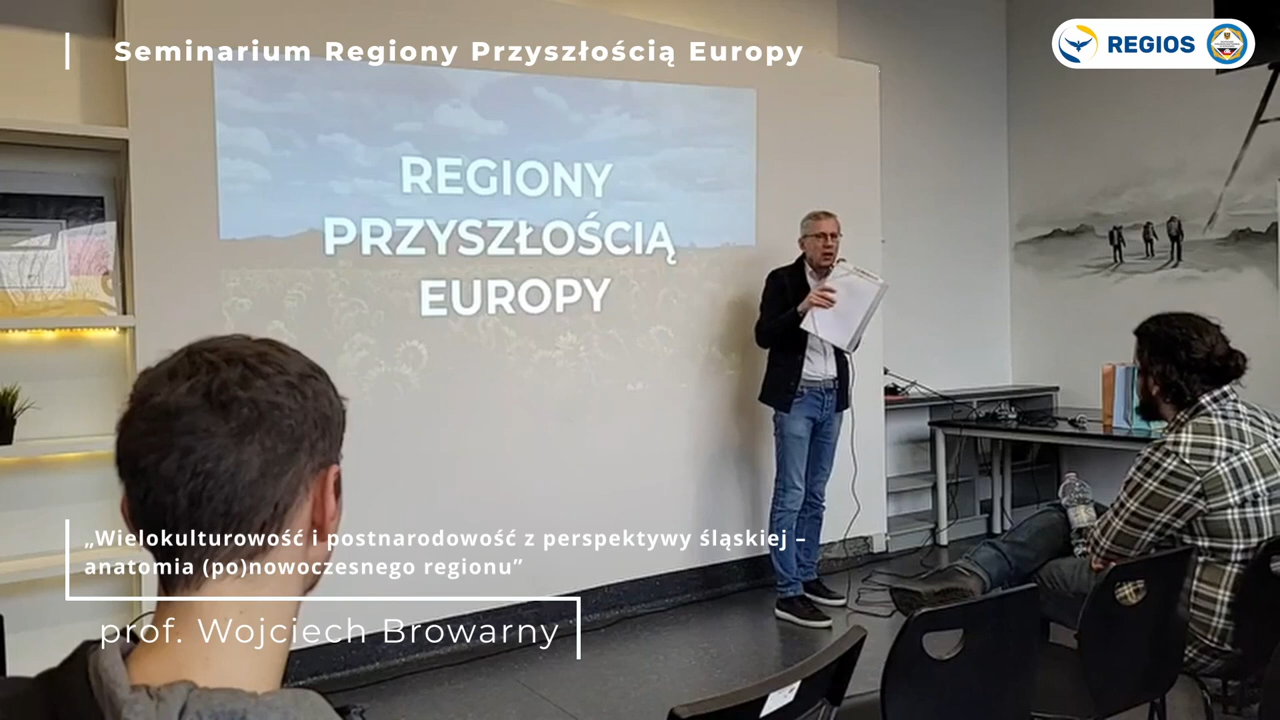 Seminarium Regiony Przyszłością Europy
REGIOS
REGIONY
PRZYSZŁOŚCIĄ
EUROPY
„Wielokulturowość i postnarodowość z perspektywy śląskiej –
anatomia (po)nowoczesnego regionu”
prof. Wojciech Browarny